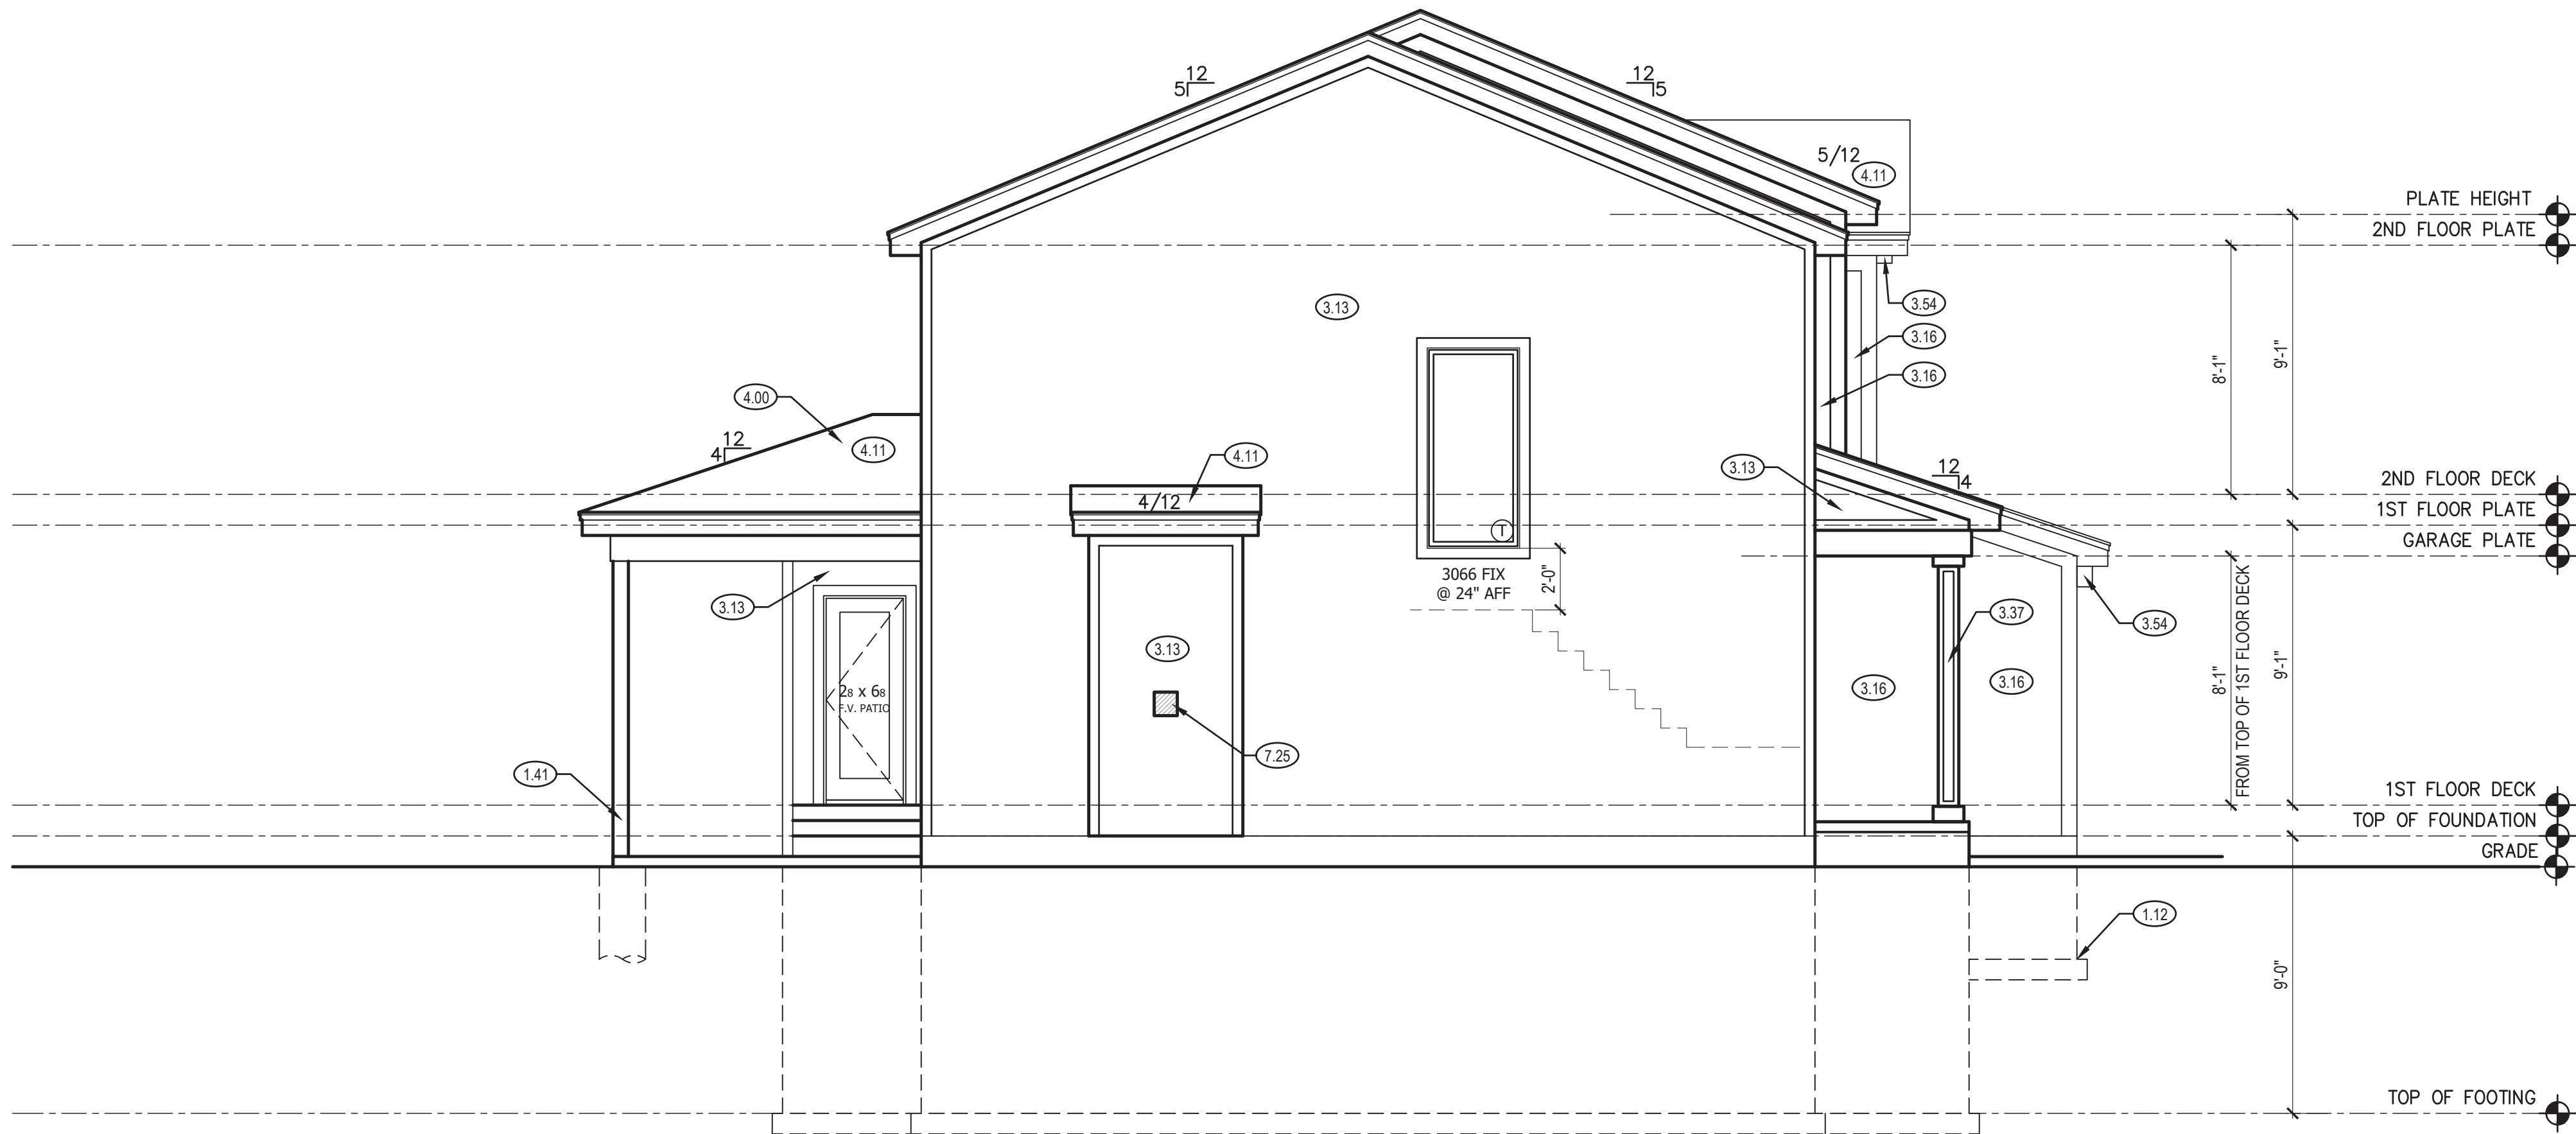 12
5
12
5
5/12
4.11
PLATE HEIGHT
2ND FLOOR PLATE
3.13
3.54
3.16
3.16
8'-1"
9'-1"
4.00
4.11
12
4
4.11
4/12
3.13
12
4
2ND FLOOR DECK
1ST FLOOR PLATE
GARAGE PLATE
T
3066 FIX
@ 24" AFF
2'-0"
3.13
3.13
28 x 68
F.V. PATIO
7.25
1.41
3.37
3.54
3.16
3.16
8'-1"
FROM TOP OF 1ST FLOOR DECK
9'-1"
1ST FLOOR DECK
TOP OF FOUNDATION
GRADE
1.12
9'-0"
TOP OF FOOTING